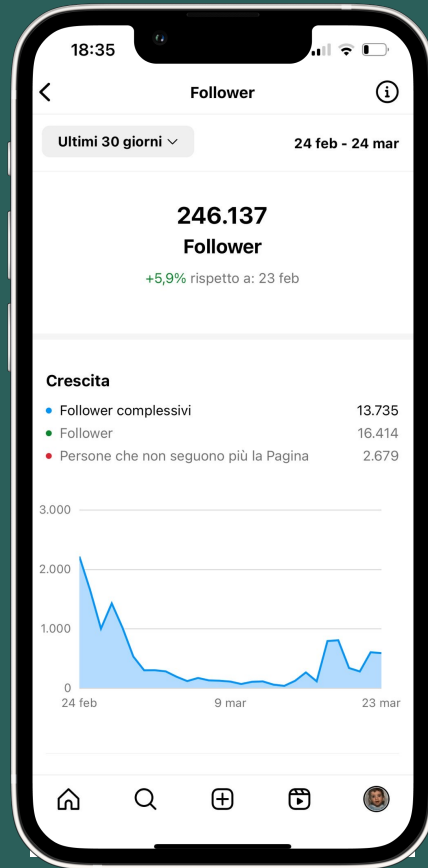 18:35
Follower
Ultimi 30 giorni
24 feb - 24 mar
246.137
Follower
+5,9% rispetto a: 23 feb
Crescita
Follower complessivi 13.735
Follower 16.414
Persone che non seguono più la Pagina 2.679
3.000
2.000
1.000
0
24 feb 9 mar 23 mar